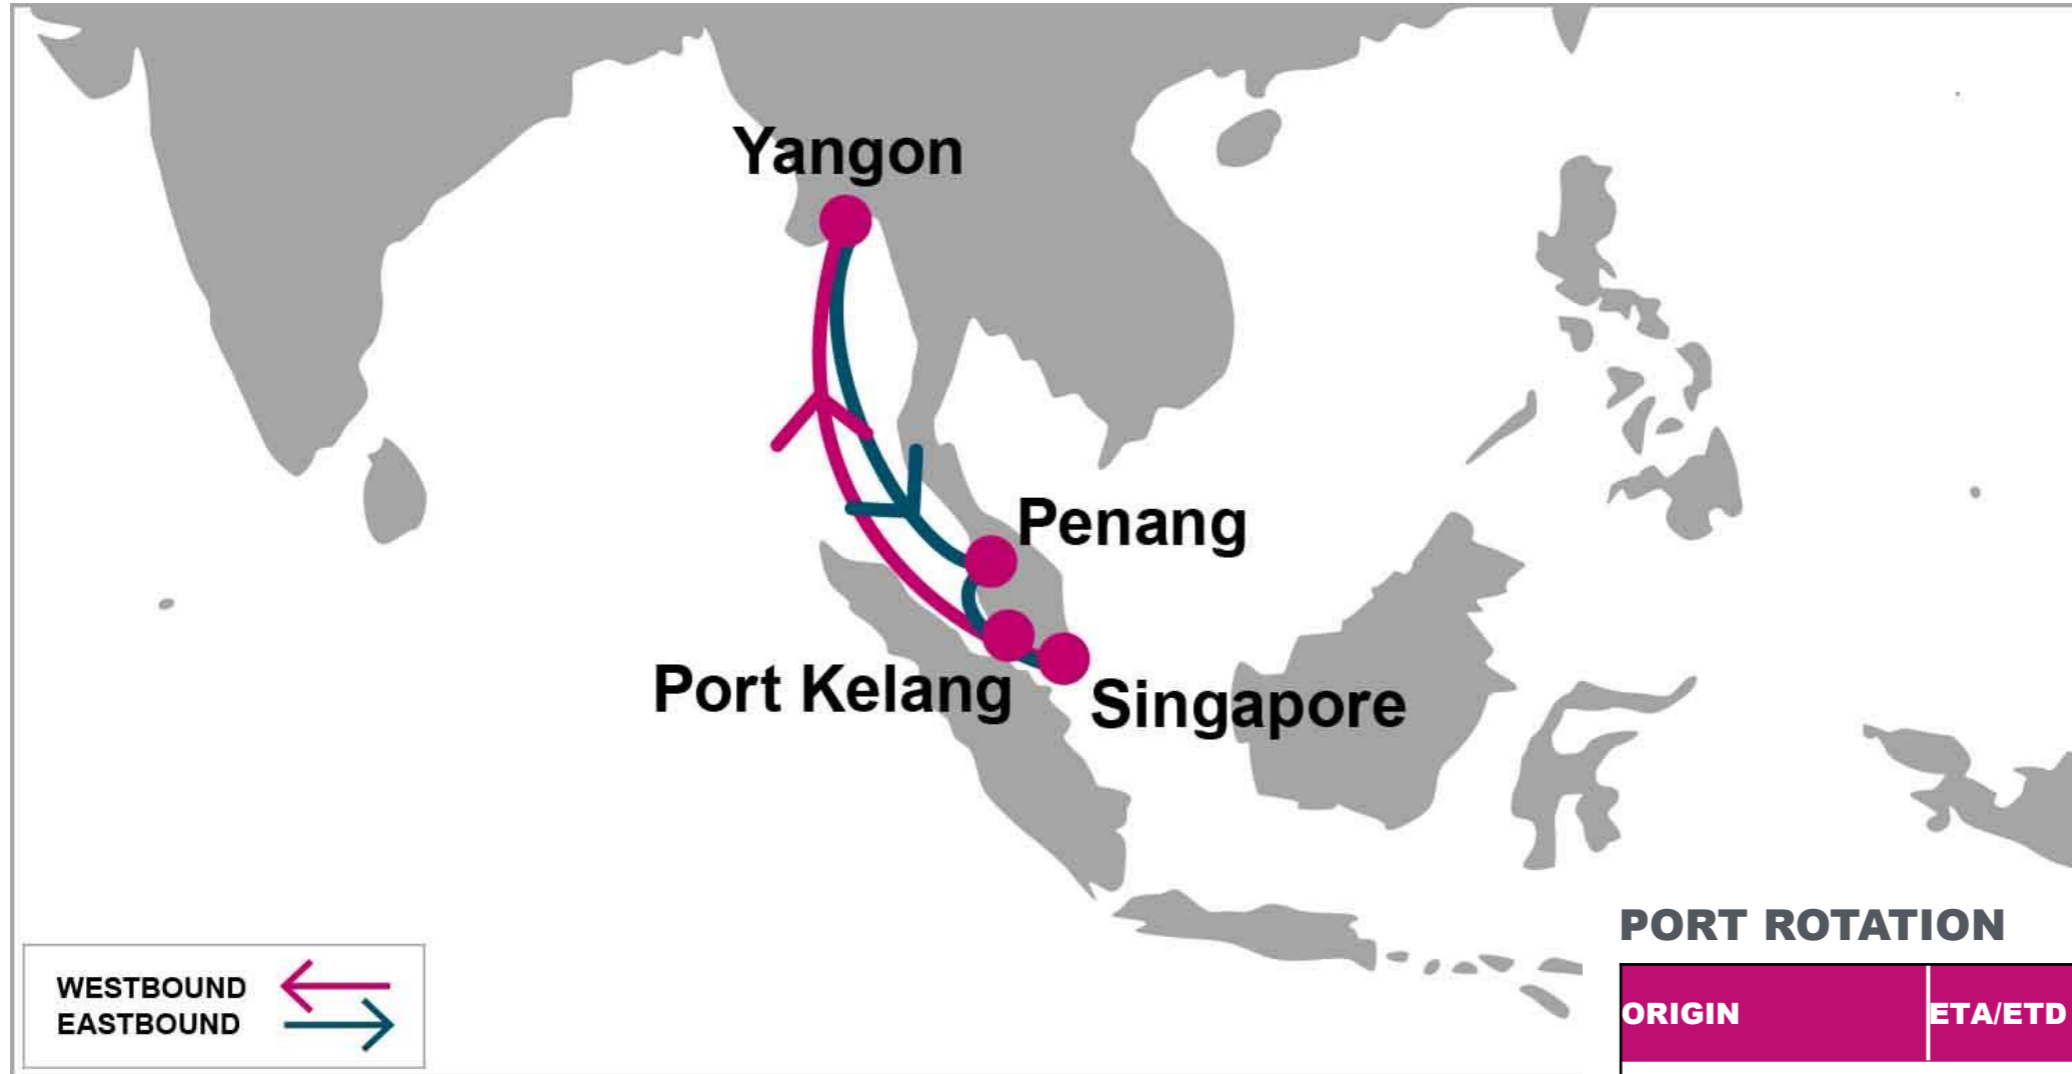 Yangon
Penang
Port Kelang
Singapore
PORT ROTATION
ORIGIN
ETA/ETD
WESTBOUND
EASTBOUND